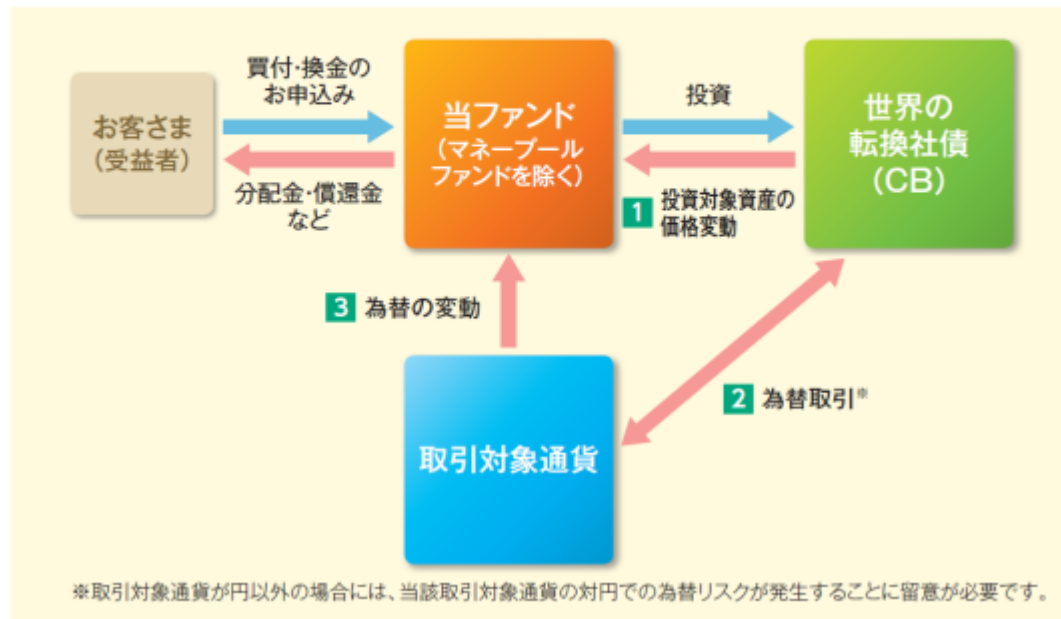 買付・換金の
お申込み
お客さま
(受益者)
分配金・償還金
など
当ファンド
(マネープール
ファンドを除く)
投資
1 投資対象資産の
価格変動
世界の
転換社債
(CB)
3 為替の変動
2 為替取引※
取引対象通貨
※取引対象通貨が円以外の場合には、当該取引対象通貨の対円での為替リスクが発生することに留意が必要です。